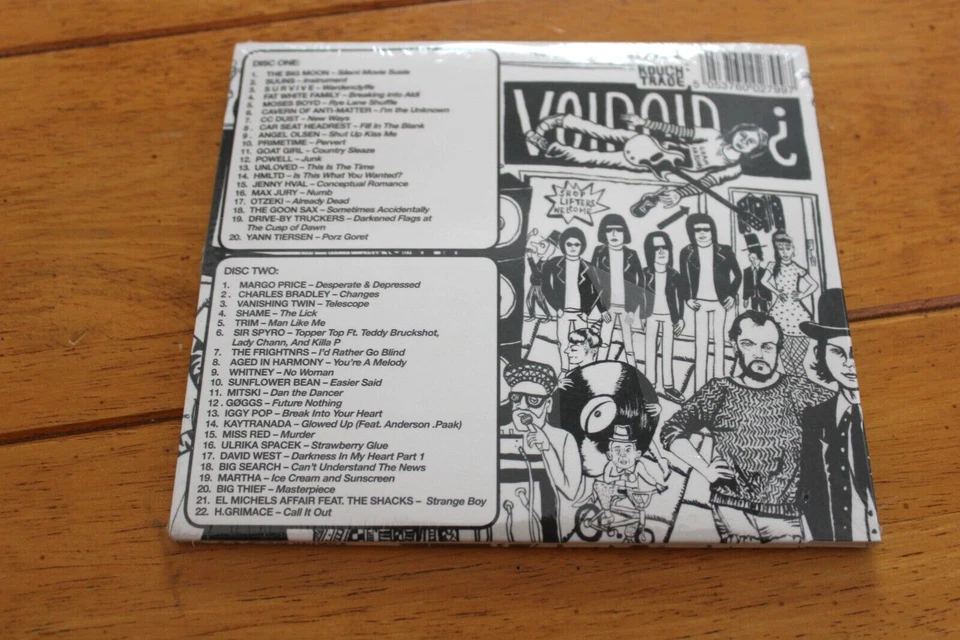 DISC ONE:
1. THE BIG MOON – Silent Movie Susie
2. SUUNS – Instrument
3. S U R V I V E – Wardenclyffe
4. FAT WHITE FAMILY – Breaking into Aldi
5. MOSES BOYD – Rye Lane Shuffle
6. CAVERN OF ANTI-MATTER – I'm the Unknown
7. CC DUST – New Ways
8. CAR SEAT HEADREST – Fill In The Blank
9. ANGEL OLSEN – Shut Up Kiss Me
10. PRIMETIME – Pervert
11. GOAT GIRL – Country Sleaze
12. POWELL – Junk
13. UNLOVED – This Is The Time
14. HMLTD – Is This What You Wanted?
15. JENNY HVAL – Conceptual Romance
16. MAX JURY – Numb
17. OTZEKI – Already Dead
18. THE GOON SAX – Sometimes Accidentally
19. DRIVE-BY TRUCKERS – Darkened Flags at
The Cusp of Dawn
20. YANN TIERSEN – Porz Goret
DISC TWO:
1. MARGO PRICE – Desperate & Depressed
2. CHARLES BRADLEY – Changes
3. VANISHING TWIN – Telescope
4. SHAME – The Lick
5. TRIM – Man Like Me
6. SIR SPYRO – Topper Top Ft. Teddy Bruckshot,
Lady Chann, And Killa P
7. THE FRIGHTNRS – I'd Rather Go Blind
8. AGED IN HARMONY – You're A Melody
9. WHITNEY – No Woman
10. SUNFLOWER BEAN – Easier Said
11. MITSKI – Dan the Dancer
12. GØGGS – Future Nothing
13. IGGY POP – Break Into Your Heart
14. KAYTRANADA – Glowed Up (Feat. Anderson .Paak)
15. MISS RED – Murder
16. ULRIKA SPACEK – Strawberry Glue
17. DAVID WEST – Darkness In My Heart Part 1
18. BIG SEARCH – Can't Understand The News
19. MARTHA – Ice Cream and Sunscreen
20. BIG THIEF – Masterpiece
21. EL MICHELS AFFAIR FEAT. THE SHACKS – Strange Boy
22. H.GRIMACE – Call It Out
ROUGH
TRADE
5 053760 027997
VOIDOID ¿
SHOP
LIFTERS
WELCOME